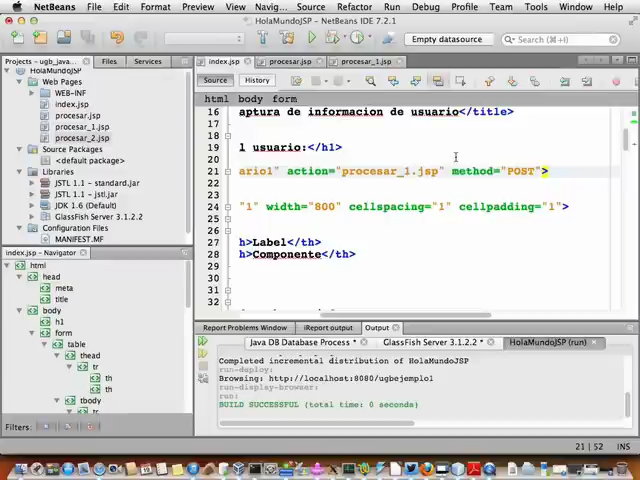 NetBeans File Edit View Navigate Source Refactor Run Debug Profile Team Tools Window Help
HolaMundoJSP - NetBeans IDE 7.2.1
Empty datasource
Search (⌘+I)
Projects - ugb_java
Files
Services
index.jsp
procesar.jsp
procesar_1.jsp
HolaMundoJSP
Web Pages
WEB-INF
index.jsp
procesar.jsp
procesar_1.jsp
procesar_2.jsp
Source Packages
<default package>
Libraries
JSTL 1.1 - standard.jar
JSTL 1.1 - jstl.jar
JDK 1.6 (Default)
GlassFish Server 3.1.2.2
Configuration Files
MANIFEST.MF
Source
History
html body form
16 aptura de informacion de usuario</title>
17
18
19 l usuario:</h1>
20
21 ario1" action="procesar_1.jsp" method="POST">
22
24 "1" width="800" cellspacing="1" cellpadding="1">
27 h>Label</th>
28 h>Componente</th>
31
32
index.jsp - Navigator
html
head
meta
title
body
h1
form
table
thead
tr
th
th
tbody
tr
Filters:
Report Problems Window
iReport output
Output
Java DB Database Process
GlassFish Server 3.1.2.2
HolaMundoJSP (run)
Completed incremental distribution of HolaMundoJSP
run-deploy:
Browsing: http://localhost:8080/ugbejemplo1
run-display-browser:
run:
BUILD SUCCESSFUL (total time: 0 seconds)
21 | 52
INS